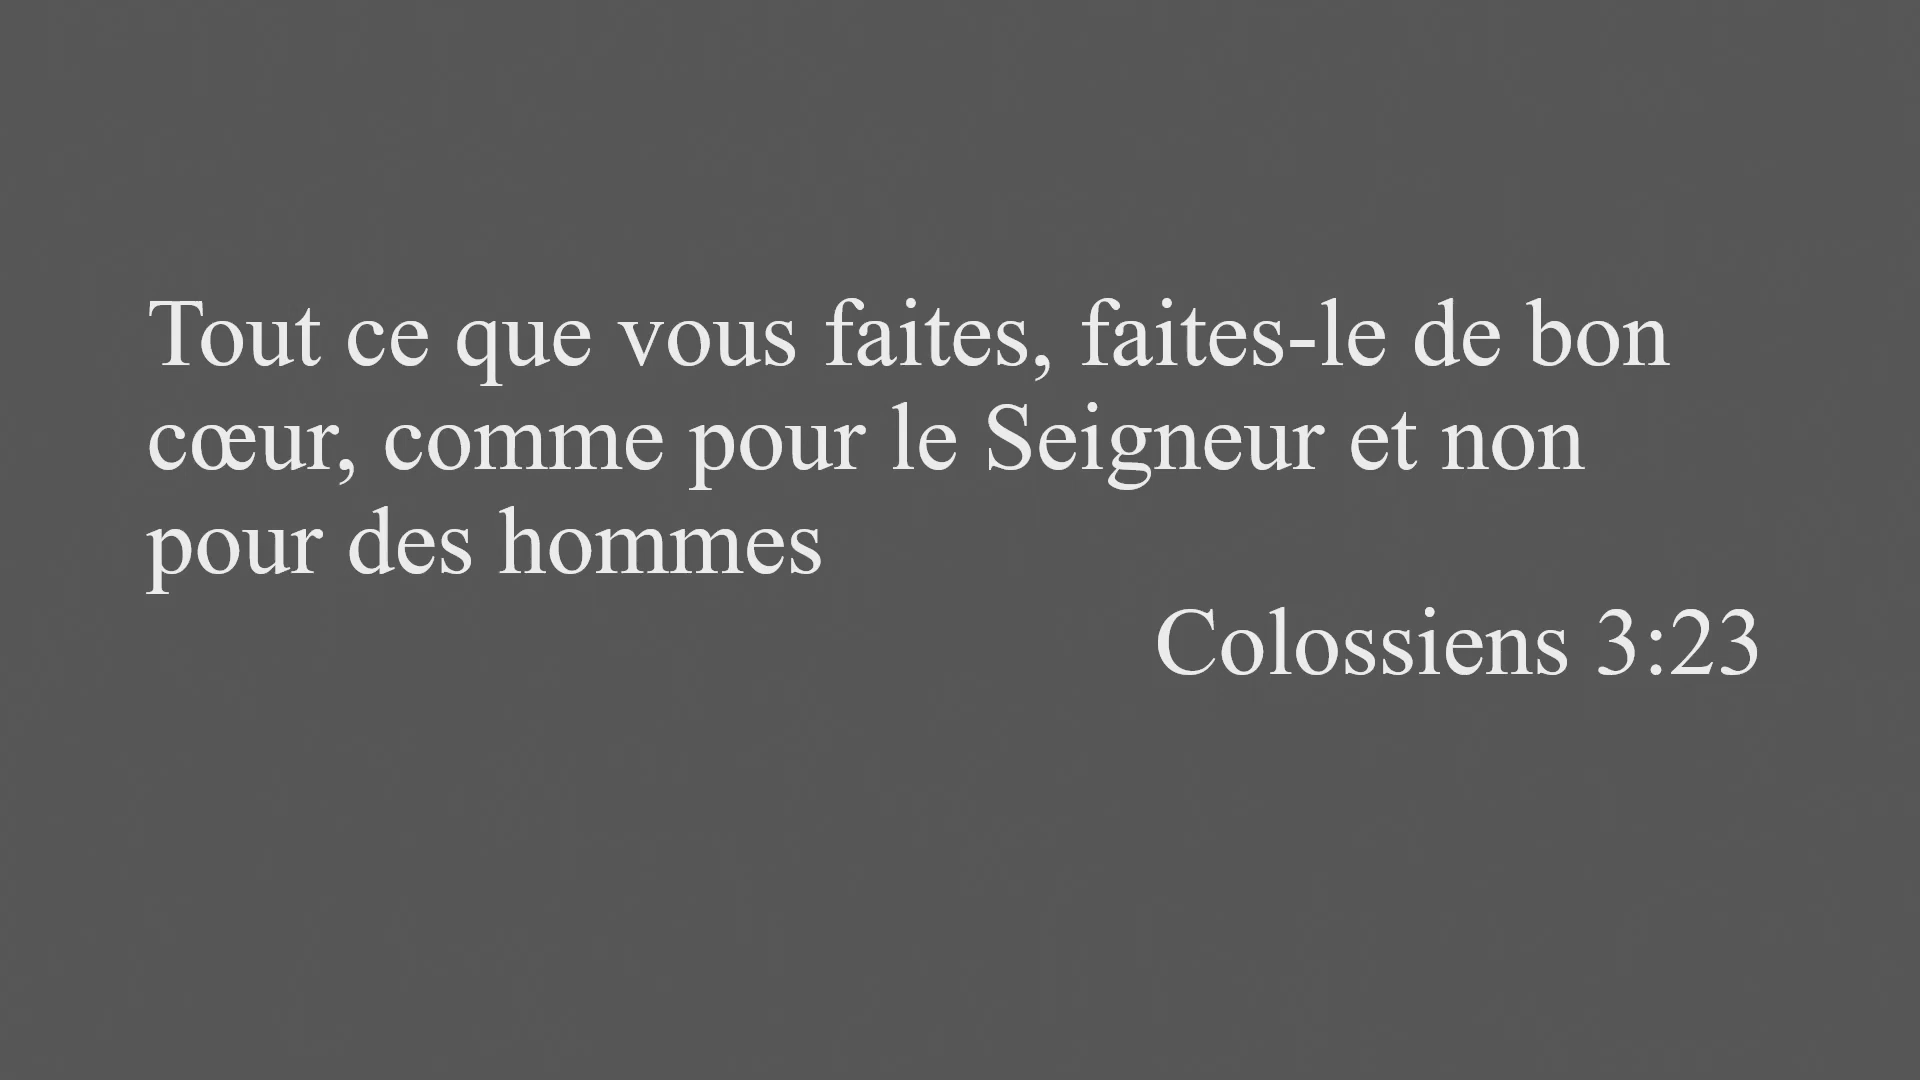 Tout ce que vous faites, faites-le de bon
cœur, comme pour le Seigneur et non
pour des hommes
Colossiens 3:23